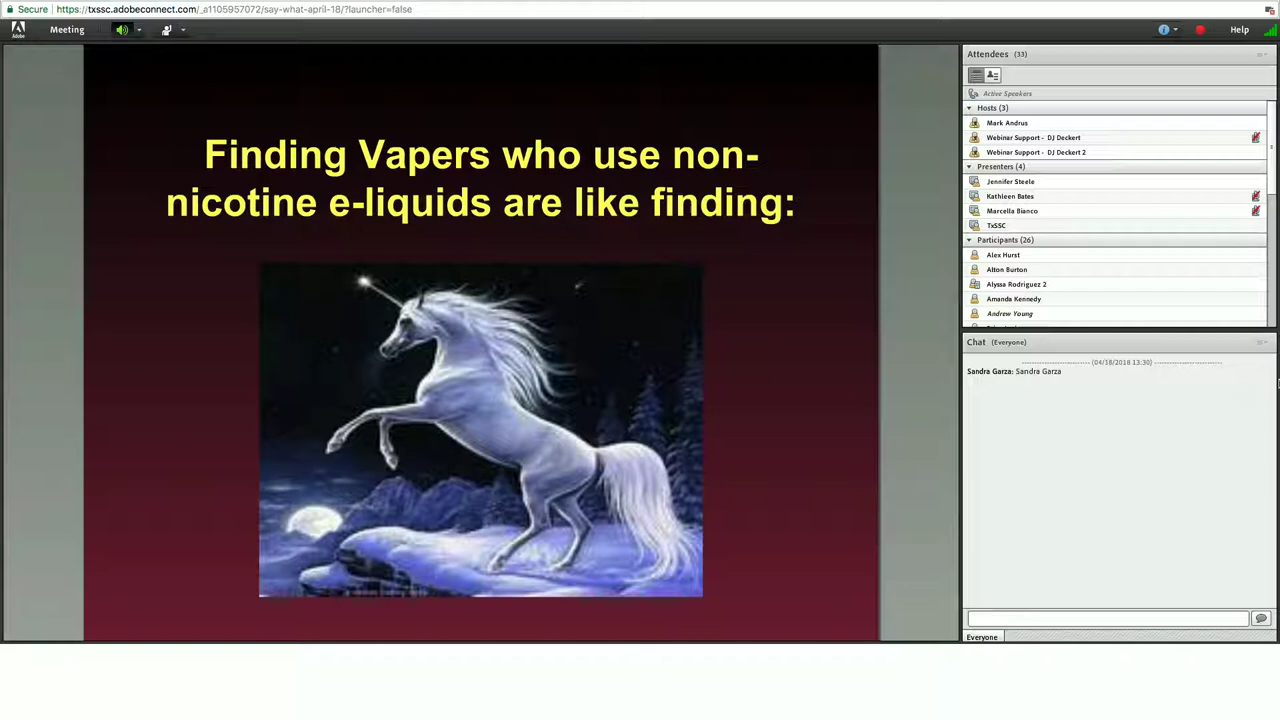 Secure https://txssc.adobeconnect.com/_a1105957072/say-what-april-18/?launcher=false
Adobe
Meeting
Help
Finding Vapers who use non-
nicotine e-liquids are like finding:
Attendees (33)
Active Speakers
Hosts (3)
Mark Andrus
Webinar Support - DJ Deckert
Webinar Support - DJ Deckert 2
Presenters (4)
Jennifer Steele
Kathleen Bates
Marcella Bianco
TxSSC
Participants (26)
Alex Hurst
Alton Burton
Alyssa Rodriguez 2
Amanda Kennedy
Andrew Young
Chat (Everyone)
(04/18/2018 13:30)
Sandra Garza: Sandra Garza
Everyone